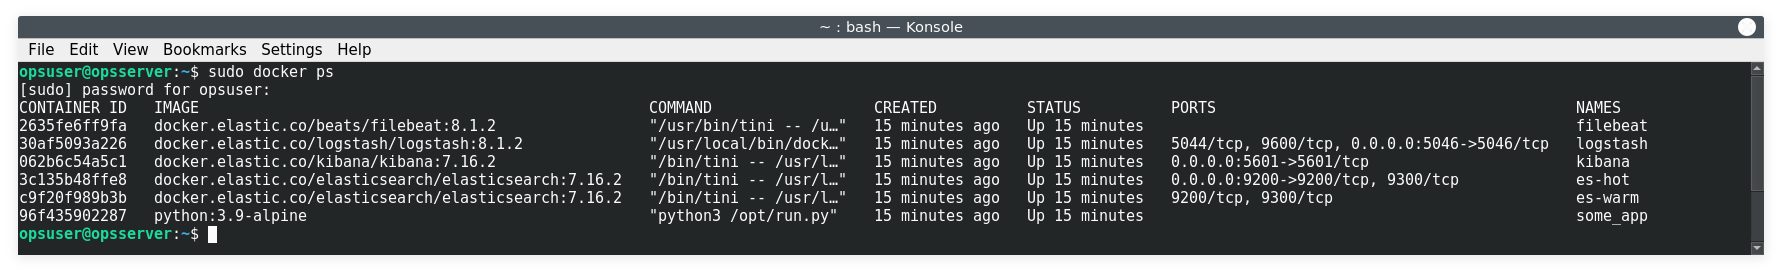 ~ : bash — Konsole
File Edit View Bookmarks Settings Help
opsuser@opsserver:~$ sudo docker ps
[sudo] password for opsuser:
CONTAINER ID   IMAGE                                                  COMMAND                  CREATED          STATUS          PORTS                                        NAMES
2635fe6ff9fa   docker.elastic.co/beats/filebeat:8.1.2                 "/usr/bin/tini -- /u…"   15 minutes ago   Up 15 minutes                                                filebeat
30af5093a226   docker.elastic.co/logstash/logstash:8.1.2              "/usr/local/bin/dock…"   15 minutes ago   Up 15 minutes   5044/tcp, 9600/tcp, 0.0.0.0:5046->5046/tcp   logstash
062b6c54a5c1   docker.elastic.co/kibana/kibana:7.16.2                 "/bin/tini -- /usr/l…"   15 minutes ago   Up 15 minutes   0.0.0.0:5601->5601/tcp                       kibana
3c135b48ffe8   docker.elastic.co/elasticsearch/elasticsearch:7.16.2   "/bin/tini -- /usr/l…"   15 minutes ago   Up 15 minutes   0.0.0.0:9200->9200/tcp, 9300/tcp             es-hot
c9f20f989b3b   docker.elastic.co/elasticsearch/elasticsearch:7.16.2   "/bin/tini -- /usr/l…"   15 minutes ago   Up 15 minutes   9200/tcp, 9300/tcp                           es-warm
96f435902287   python:3.9-alpine                                      "python3 /opt/run.py"    15 minutes ago   Up 15 minutes                                                some_app
opsuser@opsserver:~$